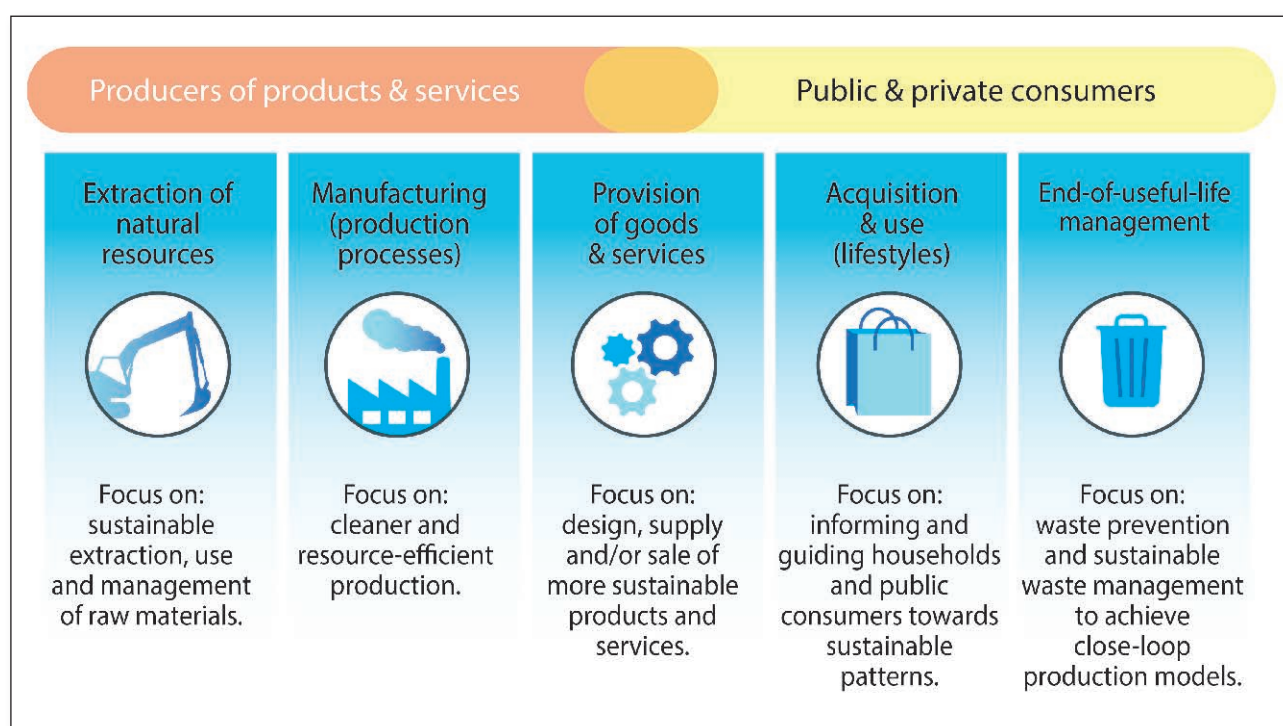 Producers of products & services
Public & private consumers
Extraction of
natural
resources
Focus on:
sustainable
extraction, use
and management
of raw materials.
Manufacturing
(production
processes)
Focus on:
cleaner and
resource-efficient
production.
Provision
of goods
& services
Focus on:
design, supply
and/or sale of
more sustainable
products and
services.
Acquisition
& use
(lifestyles)
Focus on:
informing and
guiding households
and public
consumers towards
sustainable
patterns.
End-of-useful-life
management
Focus on:
waste prevention
and sustainable
waste management
to achieve
close-loop
production models.